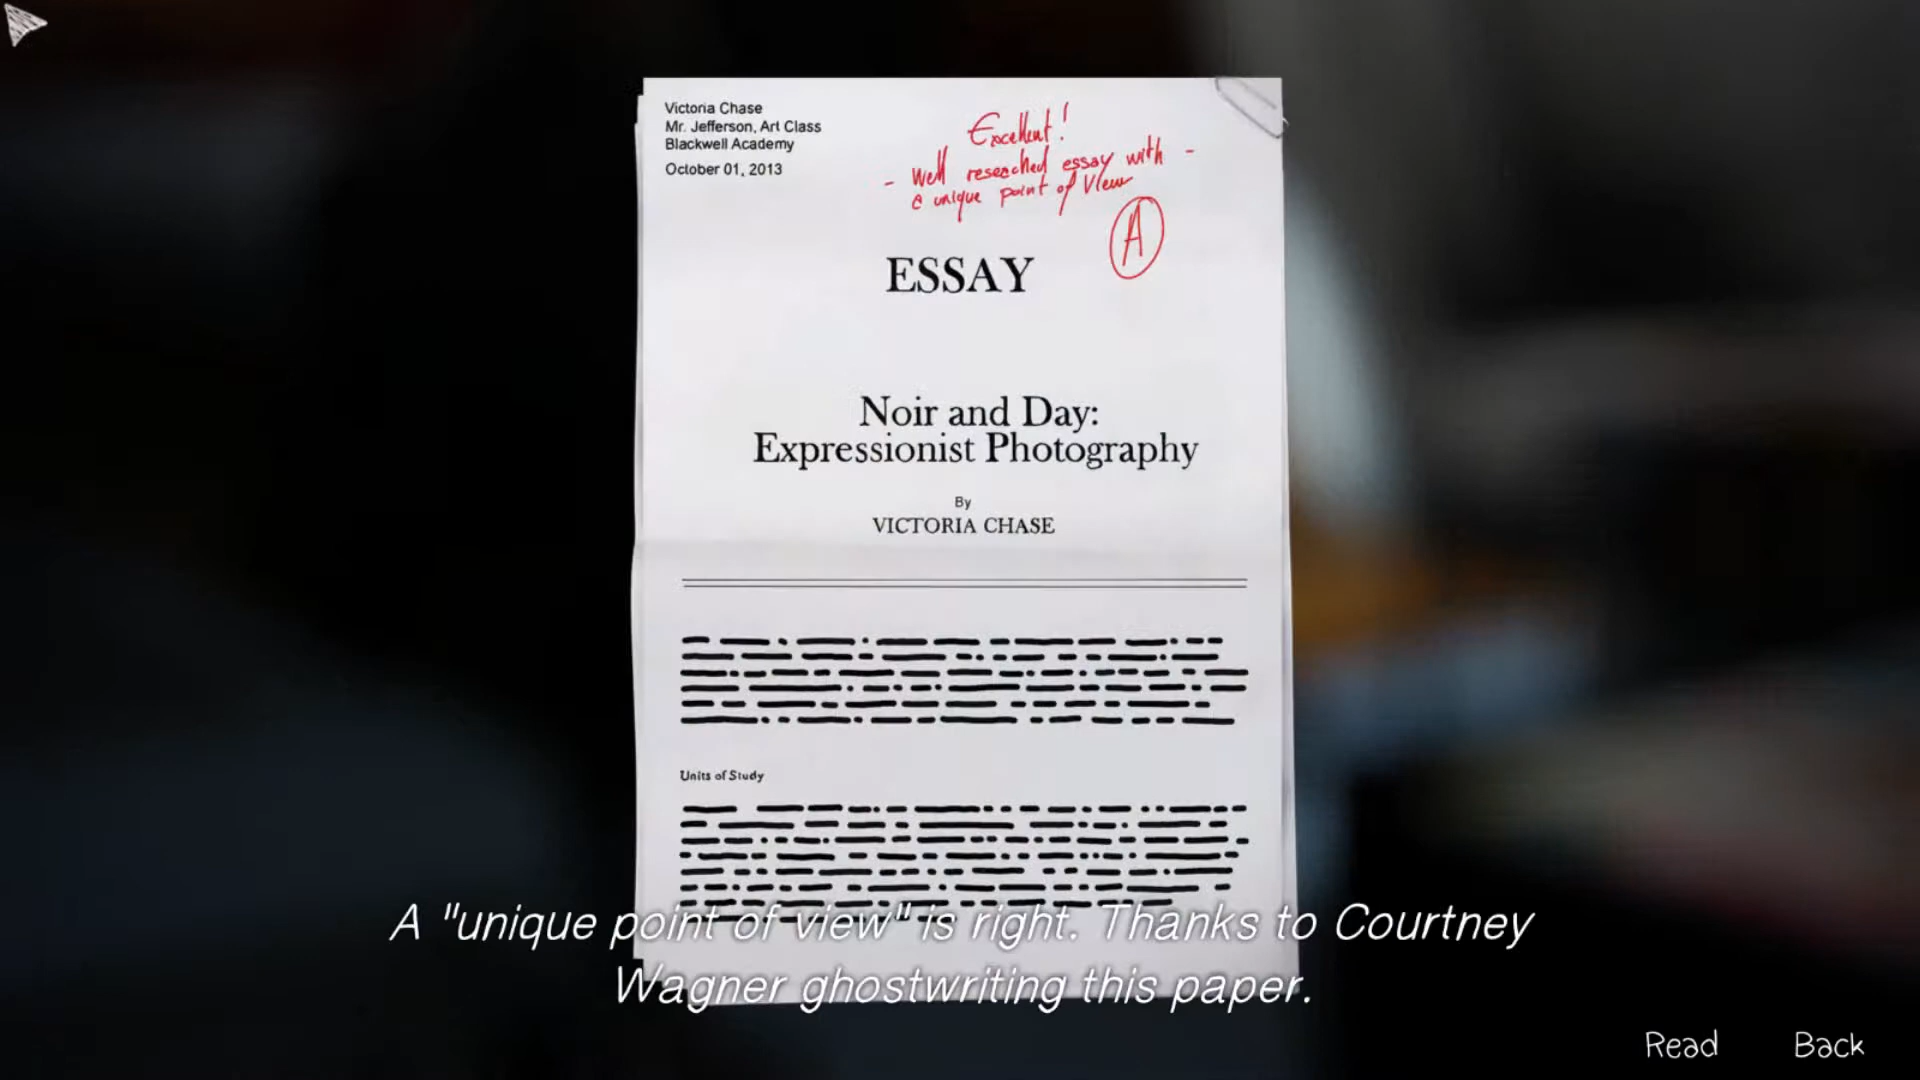 Victoria Chase
Mr. Jefferson, Art Class
Blackwell Academy
October 01, 2013
Excellent!
- Well reseached essay with -
a unique point of View
A
ESSAY
Noir and Day:
Expressionist Photography
By
VICTORIA CHASE
Units of Study
A "unique point of view" is right. Thanks to Courtney
Wagner ghostwriting this paper.
Read
Back